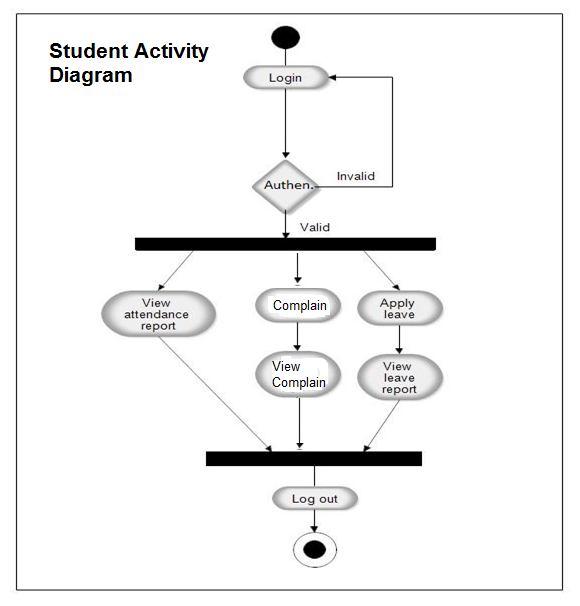 Student Activity
Diagram
Login
Invalid
Authen.
Valid
View
attendance
report
Complain
Apply
leave
View
Complain
View
leave
report
Log out